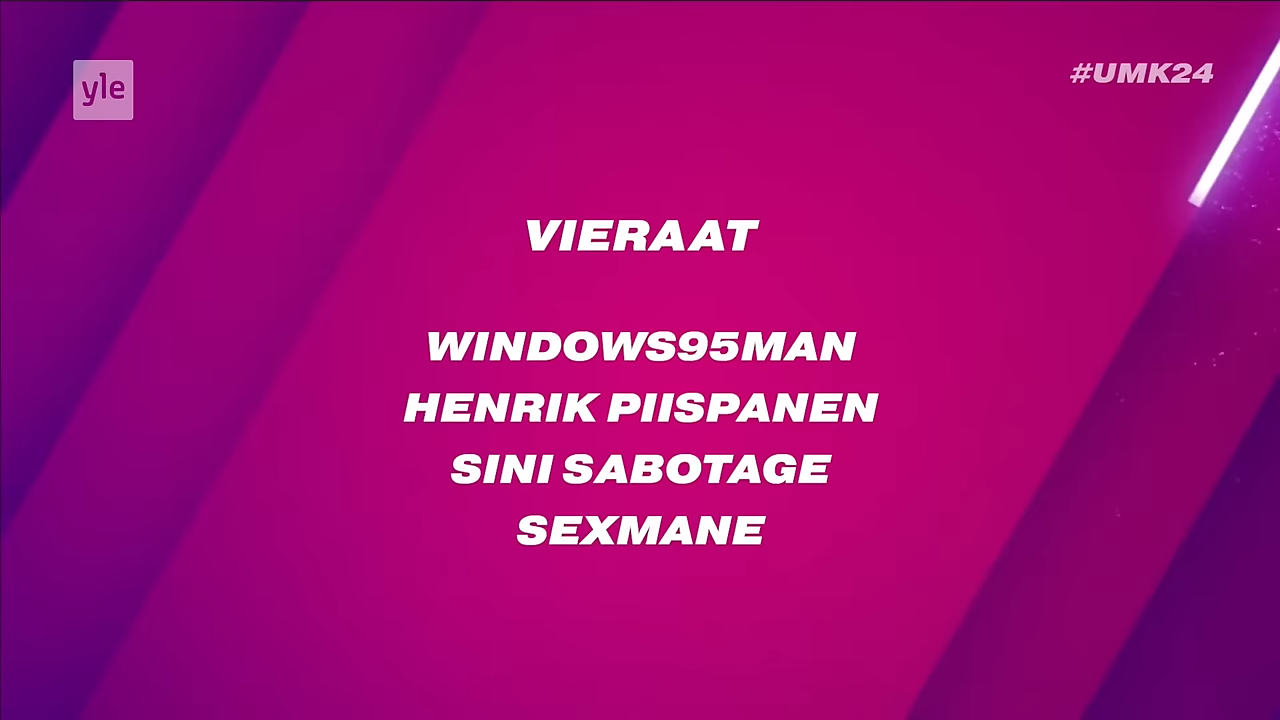 yle
#UMK24
VIERAAT
WINDOWS95MAN
HENRIK PIISPANEN
SINI SABOTAGE
SEXMANE